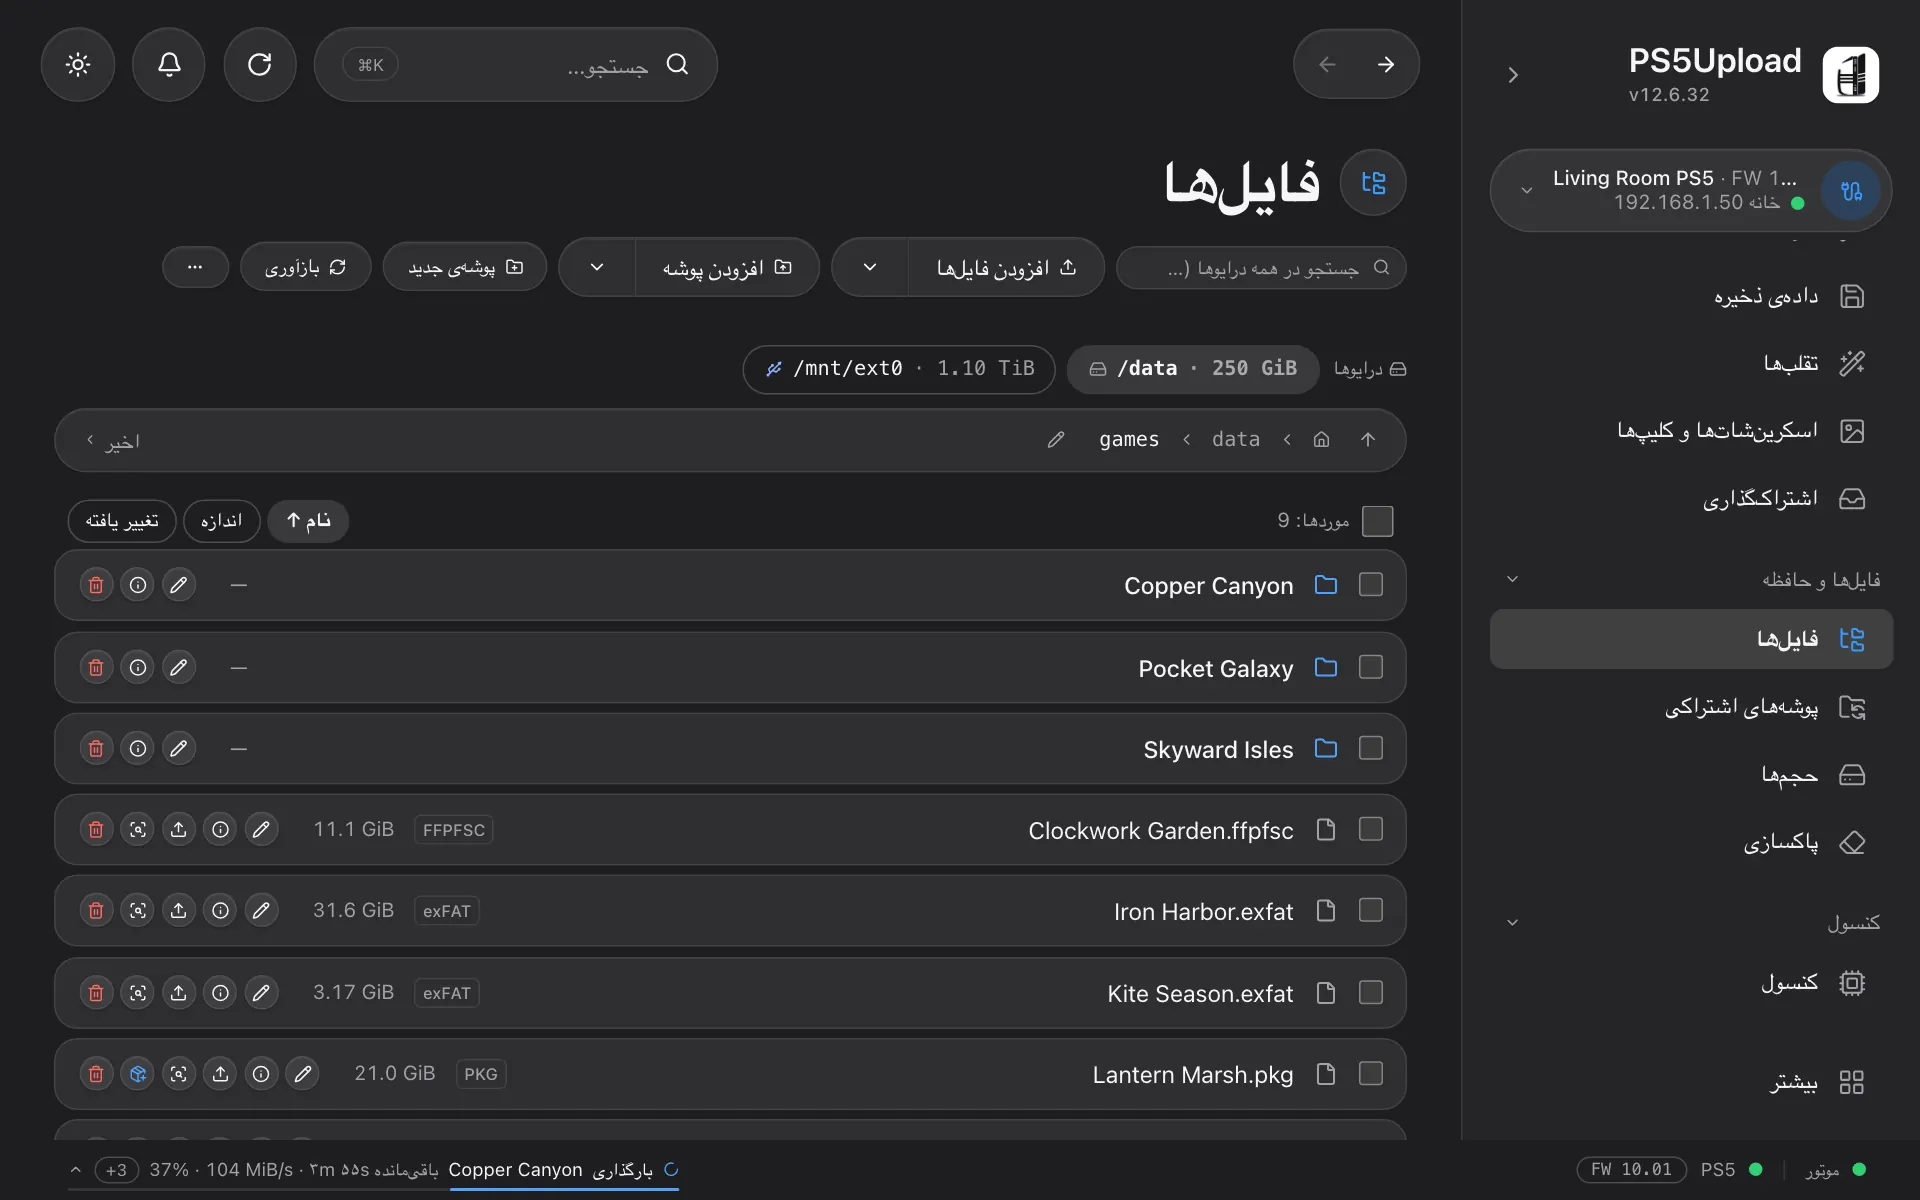 PS5Upload
v12.6.32
Living Room PS5 · FW 1...
خانه 192.168.1.50
داده‌ی ذخیره
تقلب‌ها
اسکرین‌شات‌ها و کلیپ‌ها
اشتراک‌گذاری
فایل‌ها و حافظه
فایل‌ها
پوشه‌های اشتراکی
حجم‌ها
پاکسازی
کنسول
کنسول
بیشتر
موتور
PS5
FW 10.01
جستجو...
⌘K
فایل‌ها
جستجو در همه درایوها (...
افزودن فایل‌ها
افزودن پوشه
پوشه‌ی جدید
بازآوری
...
درایوها
/data · 250 GiB
/mnt/ext0 · 1.10 TiB
data
games
اخیر
موردها: 9
نام ↑
اندازه
تغییر یافته
Copper Canyon
—
Pocket Galaxy
—
Skyward Isles
—
Clockwork Garden.ffpfsc
FFPFSC
11.1 GiB
Iron Harbor.exfat
exFAT
31.6 GiB
Kite Season.exfat
exFAT
3.17 GiB
Lantern Marsh.pkg
PKG
21.0 GiB
بارگذاری Copper Canyon
37% · 104 MiB/s · ۳m ۵۵s باقی‌مانده
+3